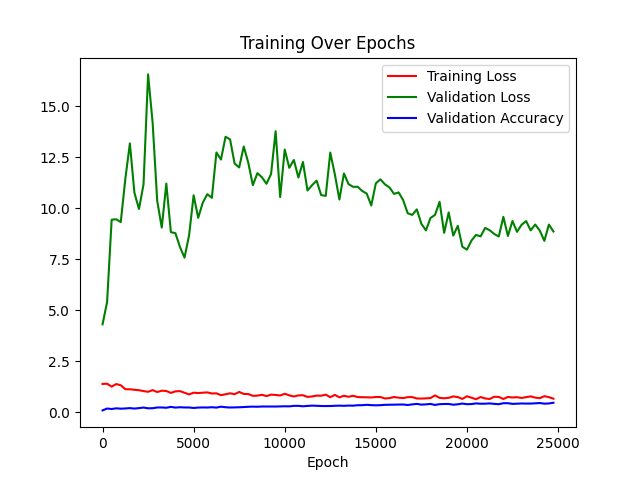 Training Over Epochs
Training Loss
Validation Loss
Validation Accuracy
15.0
12.5
10.0
7.5
5.0
2.5
0.0
0 5000 10000 15000 20000 25000
Epoch